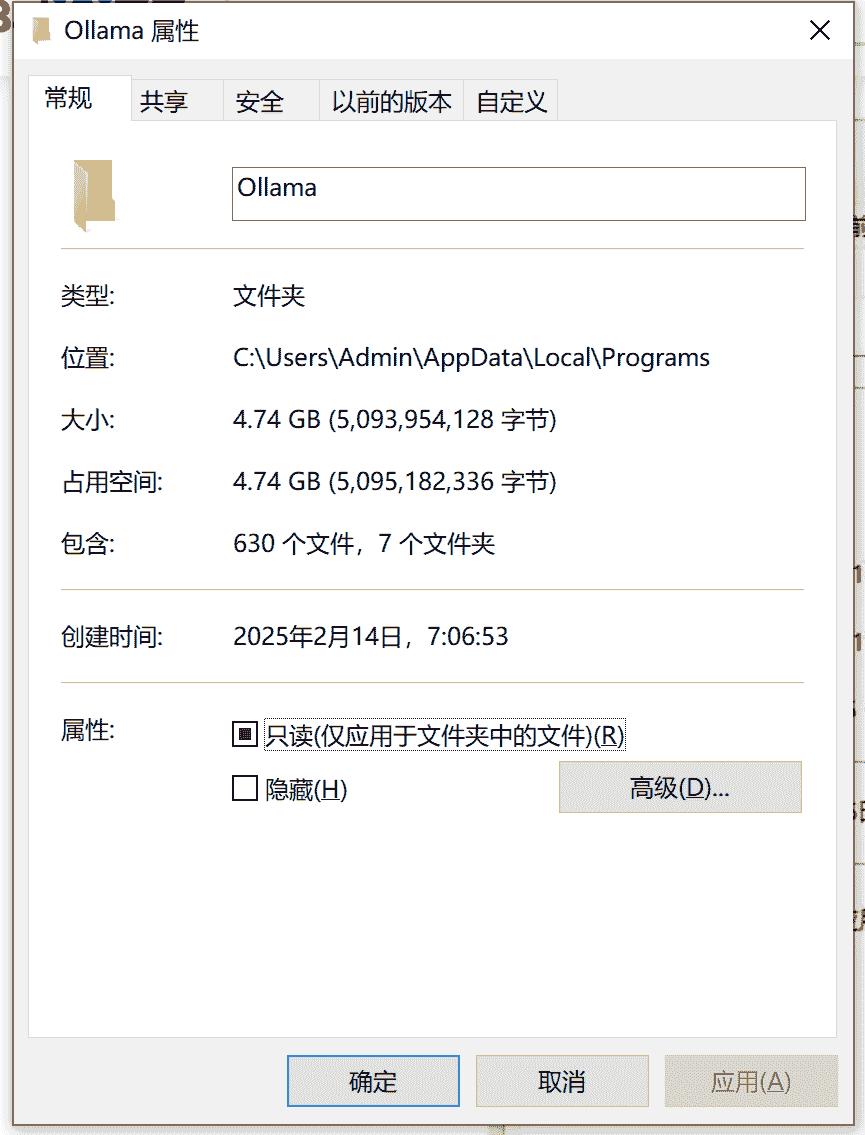 Ollama 属性
常规 共享 安全 以前的版本 自定义
Ollama
类型: 文件夹
位置: C:\Users\Admin\AppData\Local\Programs
大小: 4.74 GB (5,093,954,128 字节)
占用空间: 4.74 GB (5,095,182,336 字节)
包含: 630 个文件，7 个文件夹
创建时间: 2025年2月14日，7:06:53
属性: 只读(仅应用于文件夹中的文件)(R)
隐藏(H) 高级(D)...
确定 取消 应用(A)